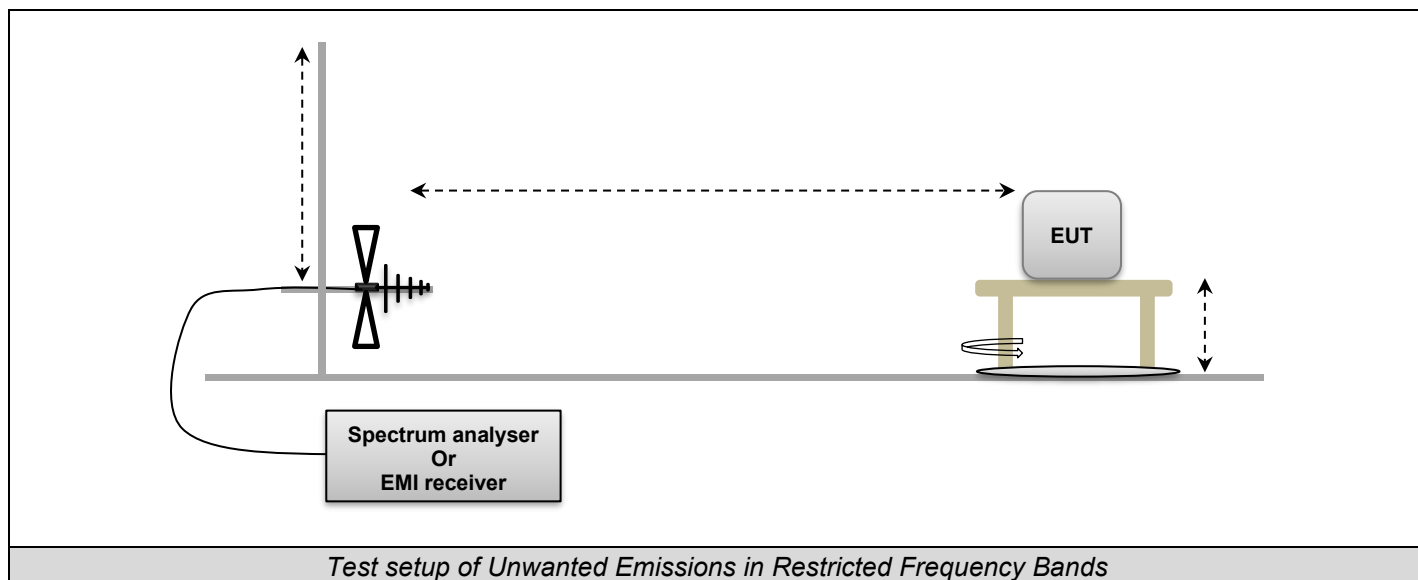 EUT
Spectrum analyser
Or
EMI receiver
Test setup of Unwanted Emissions in Restricted Frequency Bands